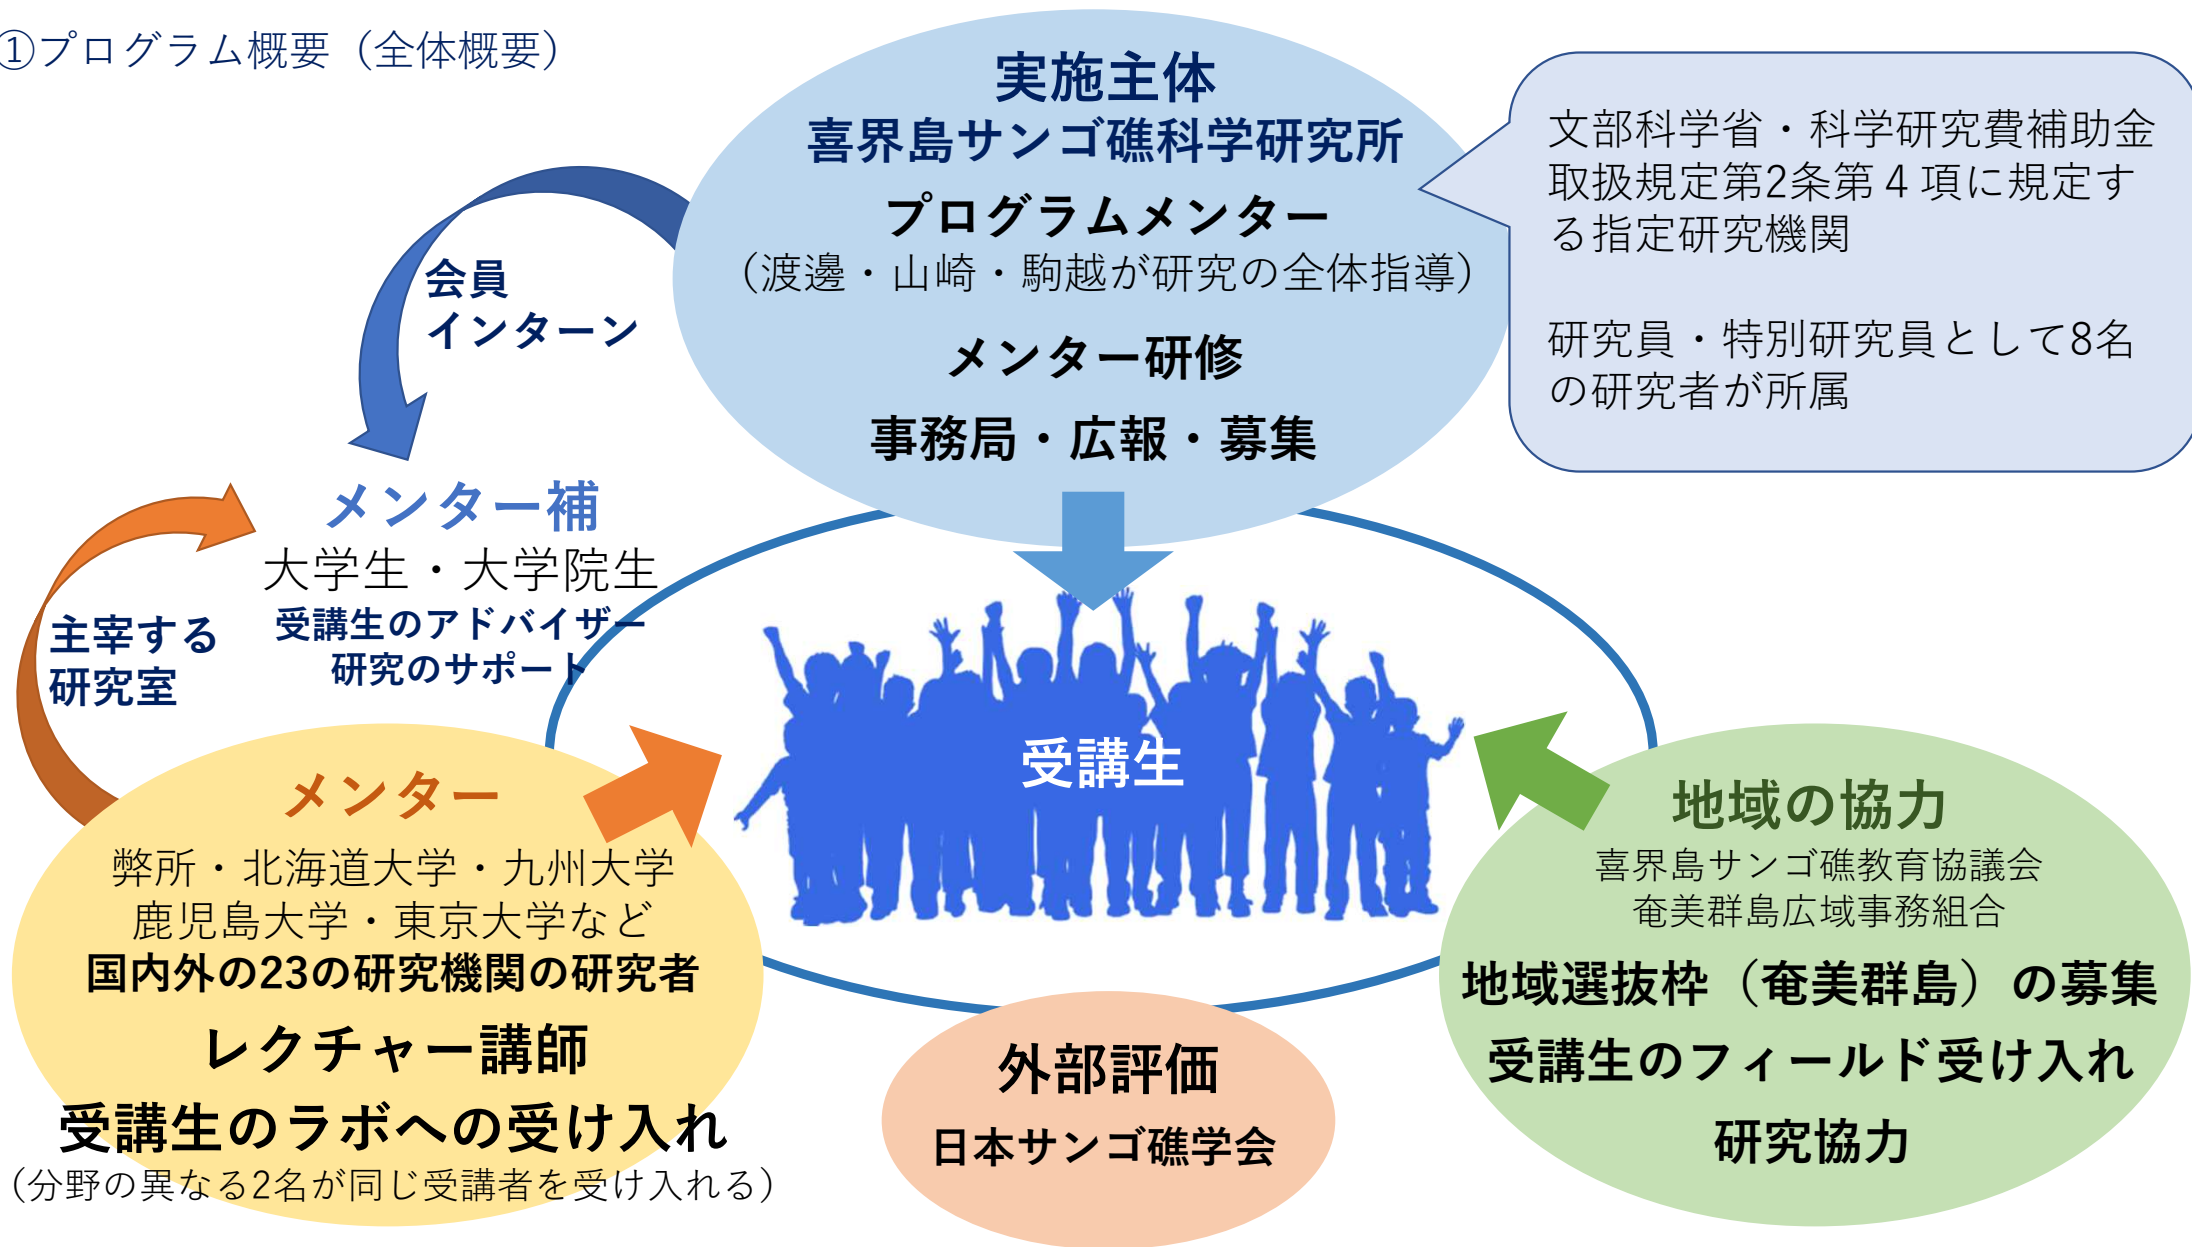 ①プログラム概要（全体概要）
実施主体
喜界島サンゴ礁科学研究所
プログラムメンター
（渡邊・山崎・駒越が研究の全体指導）
メンター研修
事務局・広報・募集
文部科学省・科学研究費補助金
取扱規定第2条第４項に規定す
る指定研究機関
研究員・特別研究員として8名
の研究者が所属
会員
インターン
メンター補
大学生・大学院生
受講生のアドバイザー
研究のサポート
主宰する
研究室
受講生
メンター
弊所・北海道大学・九州大学
鹿児島大学・東京大学など
国内外の23の研究機関の研究者
レクチャー講師
受講生のラボへの受け入れ
（分野の異なる2名が同じ受講者を受け入れる）
外部評価
日本サンゴ礁学会
地域の協力
喜界島サンゴ礁教育協議会
奄美群島広域事務組合
地域選抜枠（奄美群島）の募集
受講生のフィールド受け入れ
研究協力